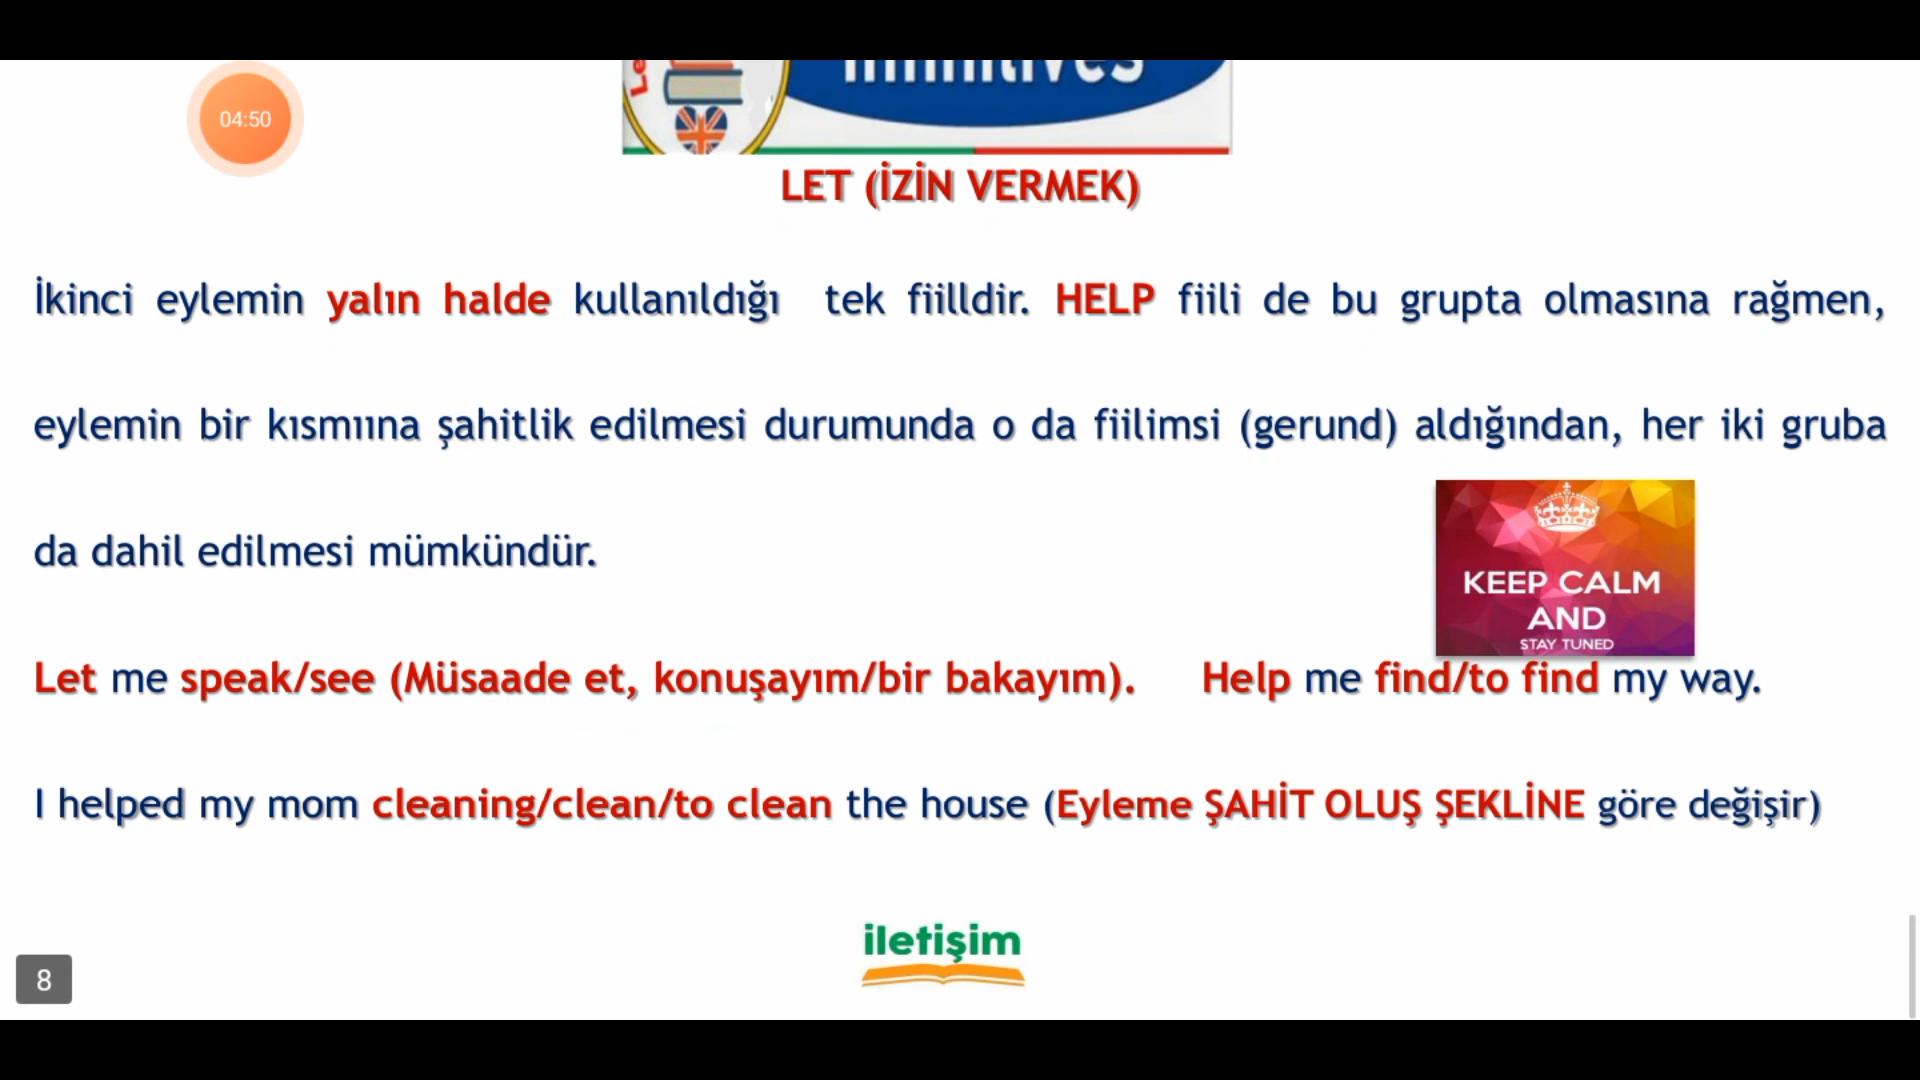 04:50
LET (İZİN VERMEK)
İkinci eylemin yalın halde kullanıldığı tek fiilldir. HELP fiili de bu grupta olmasına rağmen,
eylemin bir kısmıına şahitlik edilmesi durumunda o da fiilimsi (gerund) aldığından, her iki gruba
da dahil edilmesi mümkündür.
KEEP CALM
AND
STAY TUNED
Let me speak/see (Müsaade et, konuşayım/bir bakayım). Help me find/to find my way.
I helped my mom cleaning/clean/to clean the house (Eyleme ŞAHİT OLUŞ ŞEKLİNE göre değişir)
iletişim
8